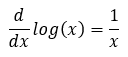 d/dx log(x) = 1/x